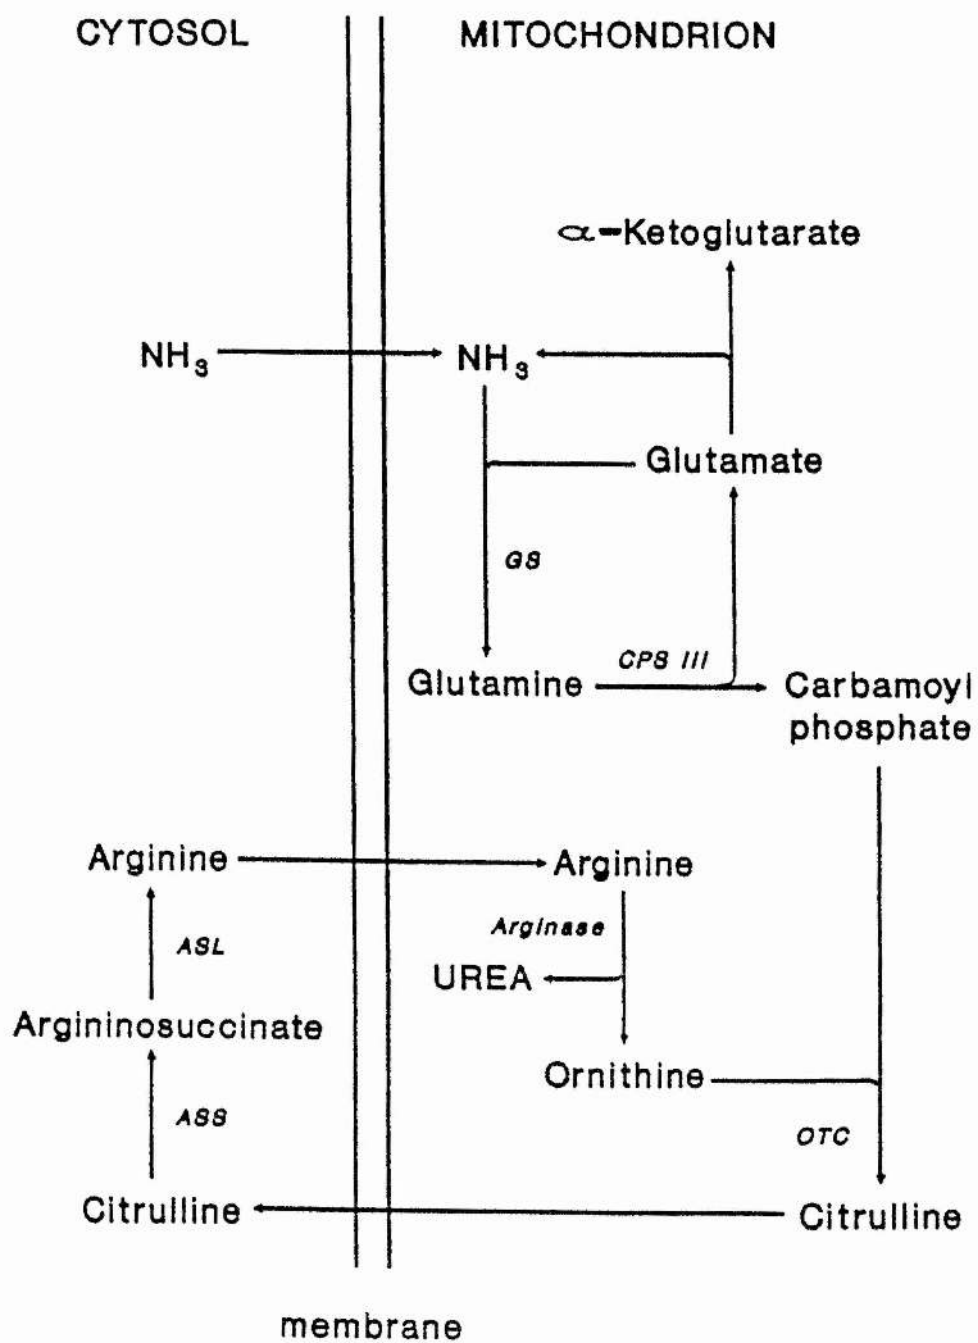 CYTOSOL
MITOCHONDRION
α-Ketoglutarate
NH₃
NH₃
Glutamate
GS
CPS III
Glutamine
Carbamoyl
phosphate
Arginine
Arginine
Arginase
ASL
UREA
Argininosuccinate
Ornithine
ASS
OTC
Citrulline
Citrulline
membrane